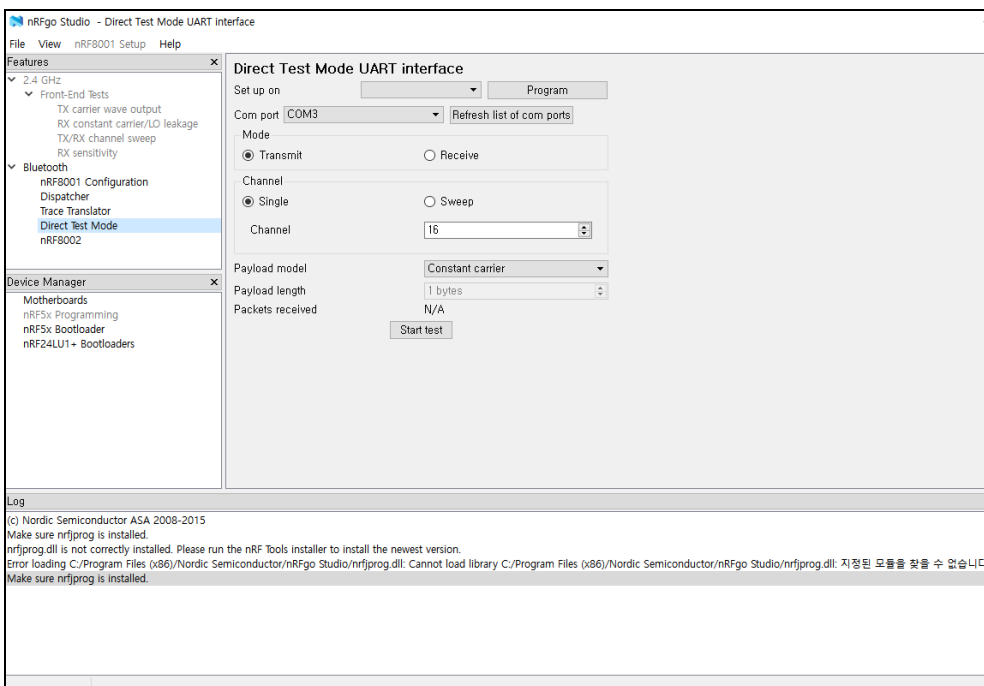 nRFgo Studio - Direct Test Mode UART interface
File View nRF8001 Setup Help
Features x
2.4 GHz
Front-End Tests
TX carrier wave output
RX constant carrier/LO leakage
TX/RX channel sweep
RX sensitivity
Bluetooth
nRF8001 Configuration
Dispatcher
Trace Translator
Direct Test Mode
nRF8002
Device Manager x
Motherboards
nRF5x Programming
nRF5x Bootloader
nRF24LU1+ Bootloaders
Direct Test Mode UART interface
Set up on Program
Com port COM3 Refresh list of com ports
Mode
Transmit Receive
Channel
Single Sweep
Channel 16
Payload model Constant carrier
Payload length 1 bytes
Packets received N/A
Start test
Log
(c) Nordic Semiconductor ASA 2008-2015
Make sure nrfjprog is installed.
nrfjprog.dll is not correctly installed. Please run the nRF Tools installer to install the newest version.
Error loading C:/Program Files (x86)/Nordic Semiconductor/nRFgo Studio/nrfjprog.dll: Cannot load library C:/Program Files (x86)/Nordic Semiconductor/nRFgo Studio/nrfjprog.dll: 지정된 모듈을 찾을 수 없습니다
Make sure nrfjprog is installed.